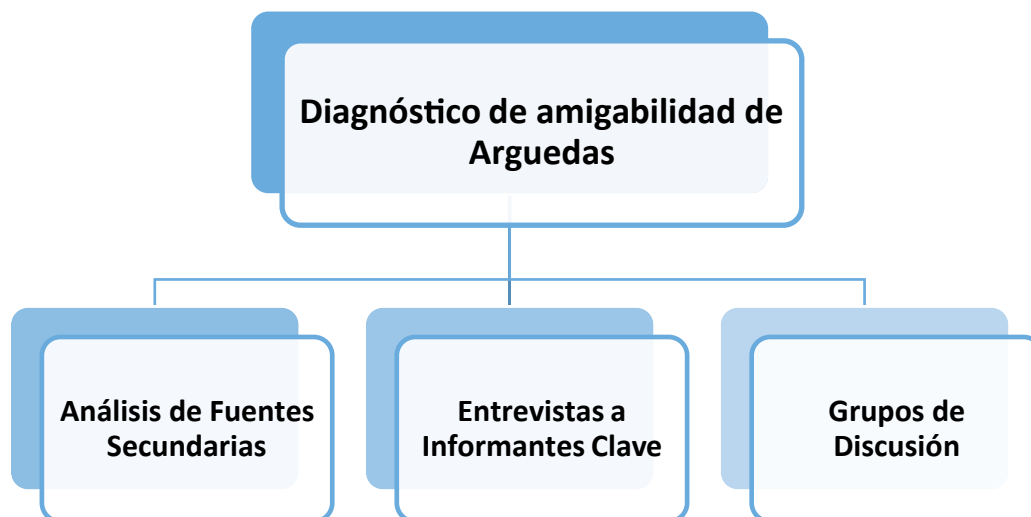 Diagnóstico de amigabilidad de
Arguedas
Análisis de Fuentes
Secundarias
Entrevistas a
Informantes Clave
Grupos de
Discusión